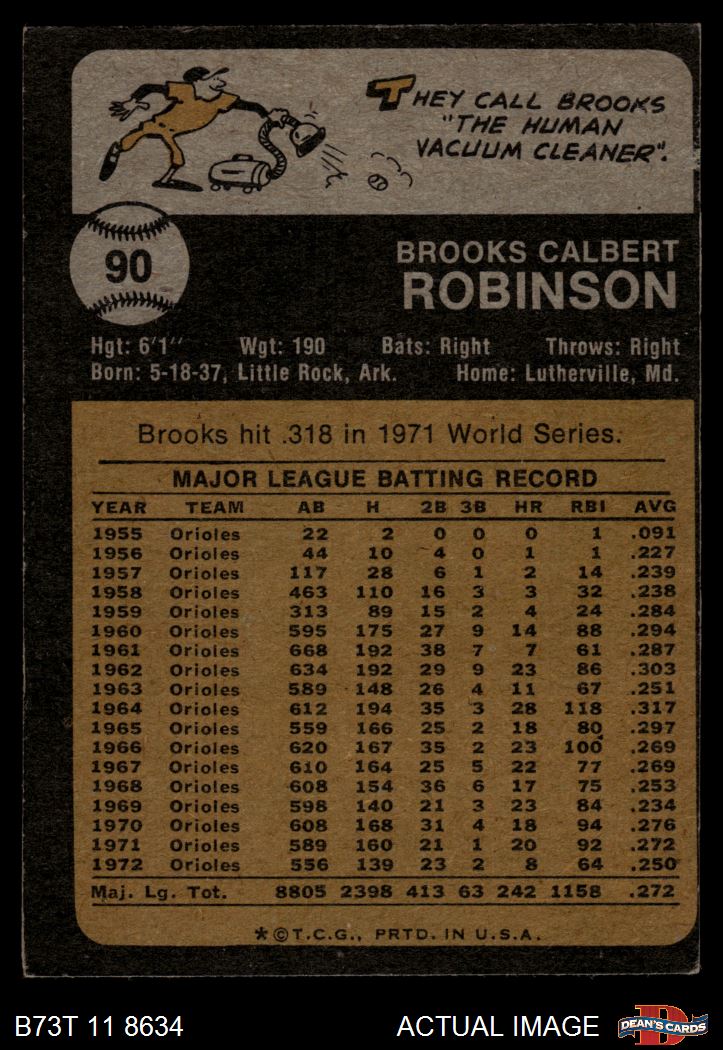 THEY CALL BROOKS
"THE HUMAN
VACUUM CLEANER".
90
BROOKS CALBERT
ROBINSON
Hgt: 6'1" Wgt: 190 Bats: Right Throws: Right
Born: 5-18-37, Little Rock, Ark. Home: Lutherville, Md.
Brooks hit .318 in 1971 World Series.
MAJOR LEAGUE BATTING RECORD
YEAR TEAM AB H 2B 3B HR RBI AVG
1955 Orioles 22 2 0 0 0 1 .091
1956 Orioles 44 10 4 0 1 1 .227
1957 Orioles 117 28 6 1 2 14 .239
1958 Orioles 463 110 16 3 3 32 .238
1959 Orioles 313 89 15 2 4 24 .284
1960 Orioles 595 175 27 9 14 88 .294
1961 Orioles 668 192 38 7 7 61 .287
1962 Orioles 634 192 29 9 23 86 .303
1963 Orioles 589 148 26 4 11 67 .251
1964 Orioles 612 194 35 3 28 118 .317
1965 Orioles 559 166 25 2 18 80 .297
1966 Orioles 620 167 35 2 23 100 .269
1967 Orioles 610 164 25 5 22 77 .269
1968 Orioles 608 154 36 6 17 75 .253
1969 Orioles 598 140 21 3 23 84 .234
1970 Orioles 608 168 31 4 18 94 .276
1971 Orioles 589 160 21 1 20 92 .272
1972 Orioles 556 139 23 2 8 64 .250
Maj. Lg. Tot. 8805 2398 413 63 242 1158 .272
*©T.C.G., PRTD. IN U.S.A.
B73T 11 8634 ACTUAL IMAGE D DEAN'S CARDS